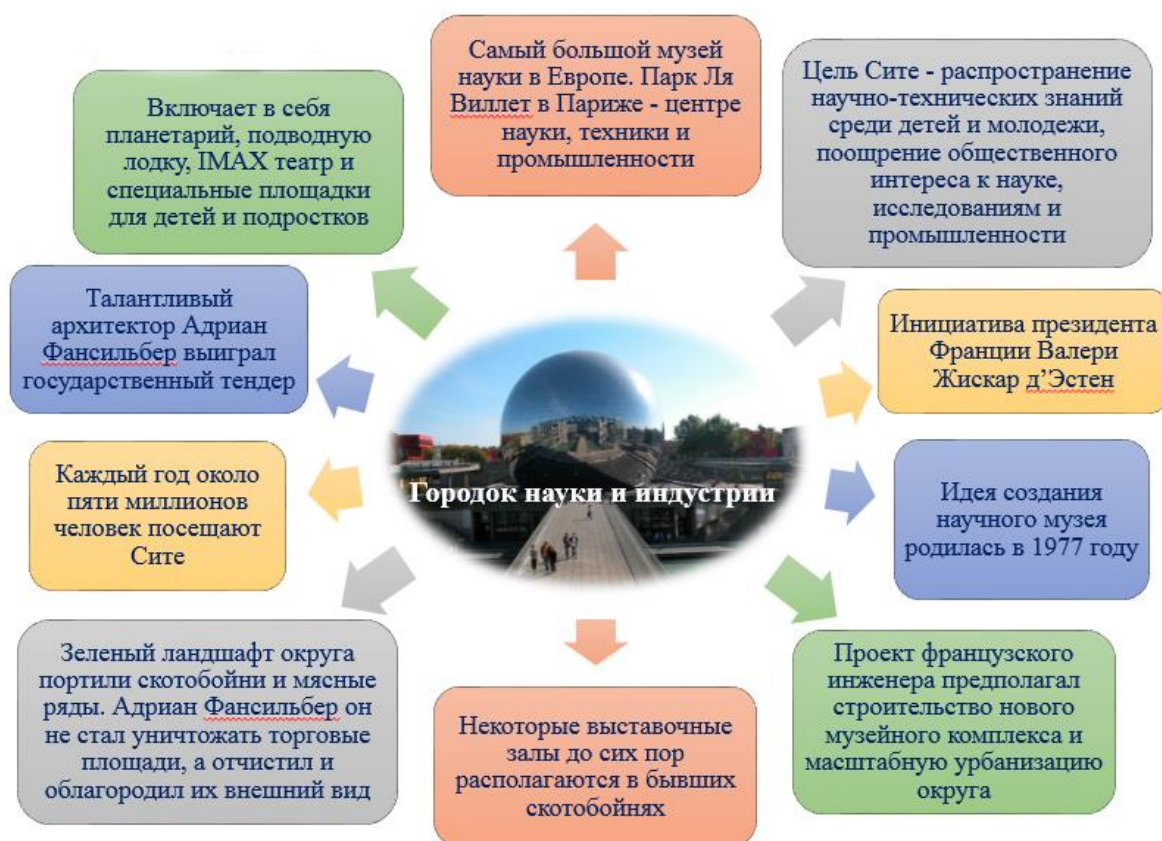 Самый большой музей
науки в Европе. Парк Ля
Виллет в Париже - центре
науки, техники и
промышленности
Цель Сите - распространение
научно-технических знаний
среди детей и молодежи,
поощрение общественного
интереса к науке,
исследованиям и
промышленности
Инициатива президента
Франции Валери
Жискар д’Эстен
Идея создания
научного музея
родилась в 1977 году
Проект французского
инженера предполагал
строительство нового
музейного комплекса и
масштабную урбанизацию
округа
Некоторые выставочные
залы до сих пор
располагаются в бывших
скотобойнях
Зеленый ландшафт округа
портили скотобойни и мясные
ряды. Адриан Фансильбер он
не стал уничтожать торговые
площади, а отчистил и
облагородил их внешний вид
Каждый год около
пяти миллионов
человек посещают
Сите
Талантливый
архитектор Адриан
Фансильбер выиграл
государственный тендер
Включает в себя
планетарий, подводную
лодку, IMAX театр и
специальные площадки
для детей и подростков
Городок науки и индустрии